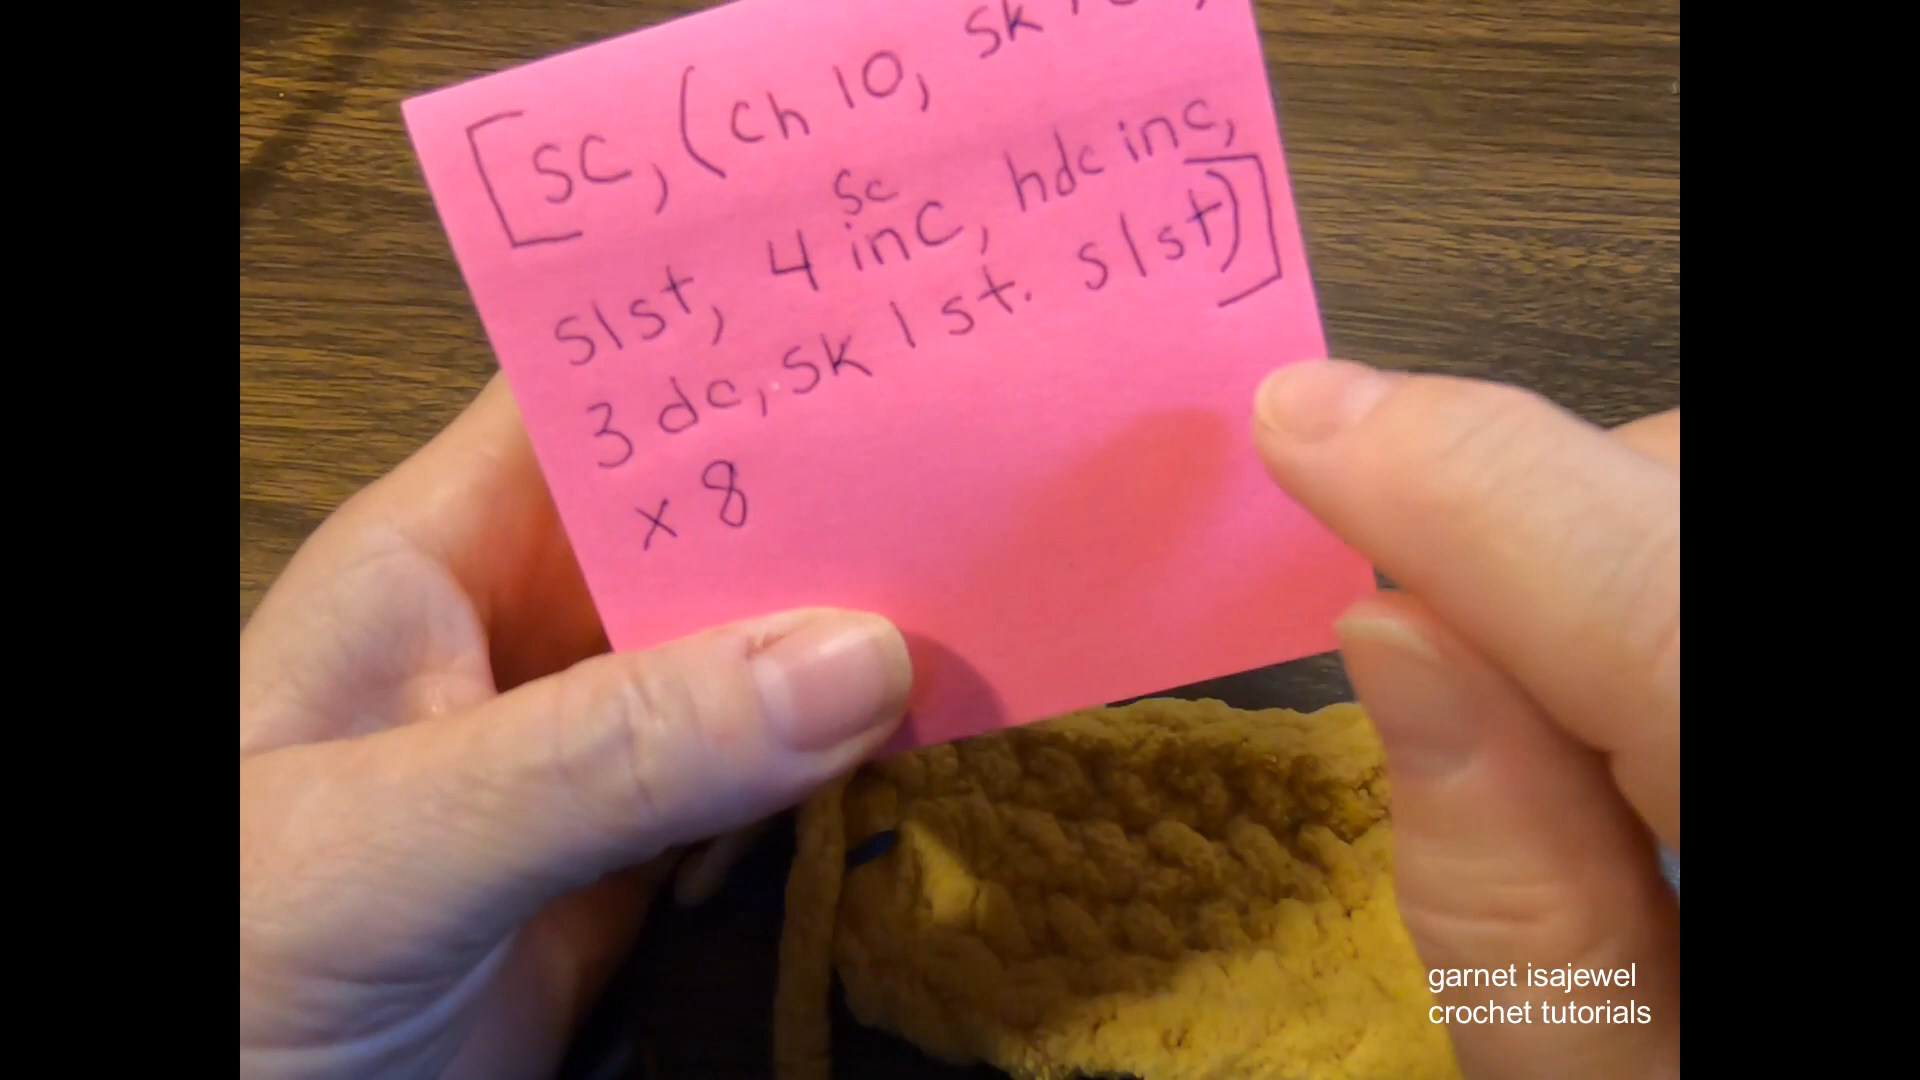 [SC, (ch 10, sk
slst, 4 sc inc, hdc inc,
3 dc, sk 1 st. slst)]
x 8
garnet isajewel
crochet tutorials